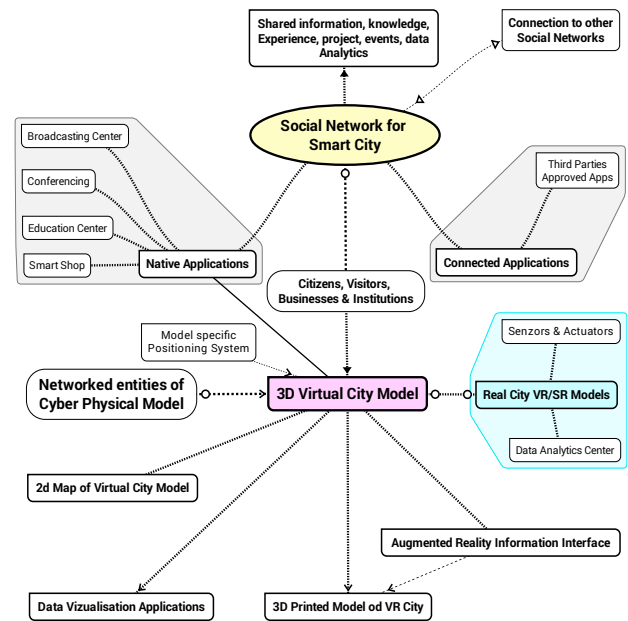 Shared information, knowledge,
Experience, project, events, data
Analytics
Connection to other
Social Networks
Social Network for
Smart City
Broadcasting Center
Conferencing
Education Center
Smart Shop
Native Applications
Third Parties
Approved Apps
Connected Applications
Citizens, Visitors,
Businesses & Institutions
Model specific
Positioning System
Networked entities of
Cyber Physical Model
3D Virtual City Model
Senzors & Actuators
Real City VR/SR Models
Data Analytics Center
2d Map of Virtual City Model
Augmented Reality Information Interface
Data Vizualisation Applications
3D Printed Model od VR City